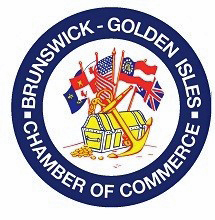 BRUNSWICK - GOLDEN ISLES
• CHAMBER OF COMMERCE •